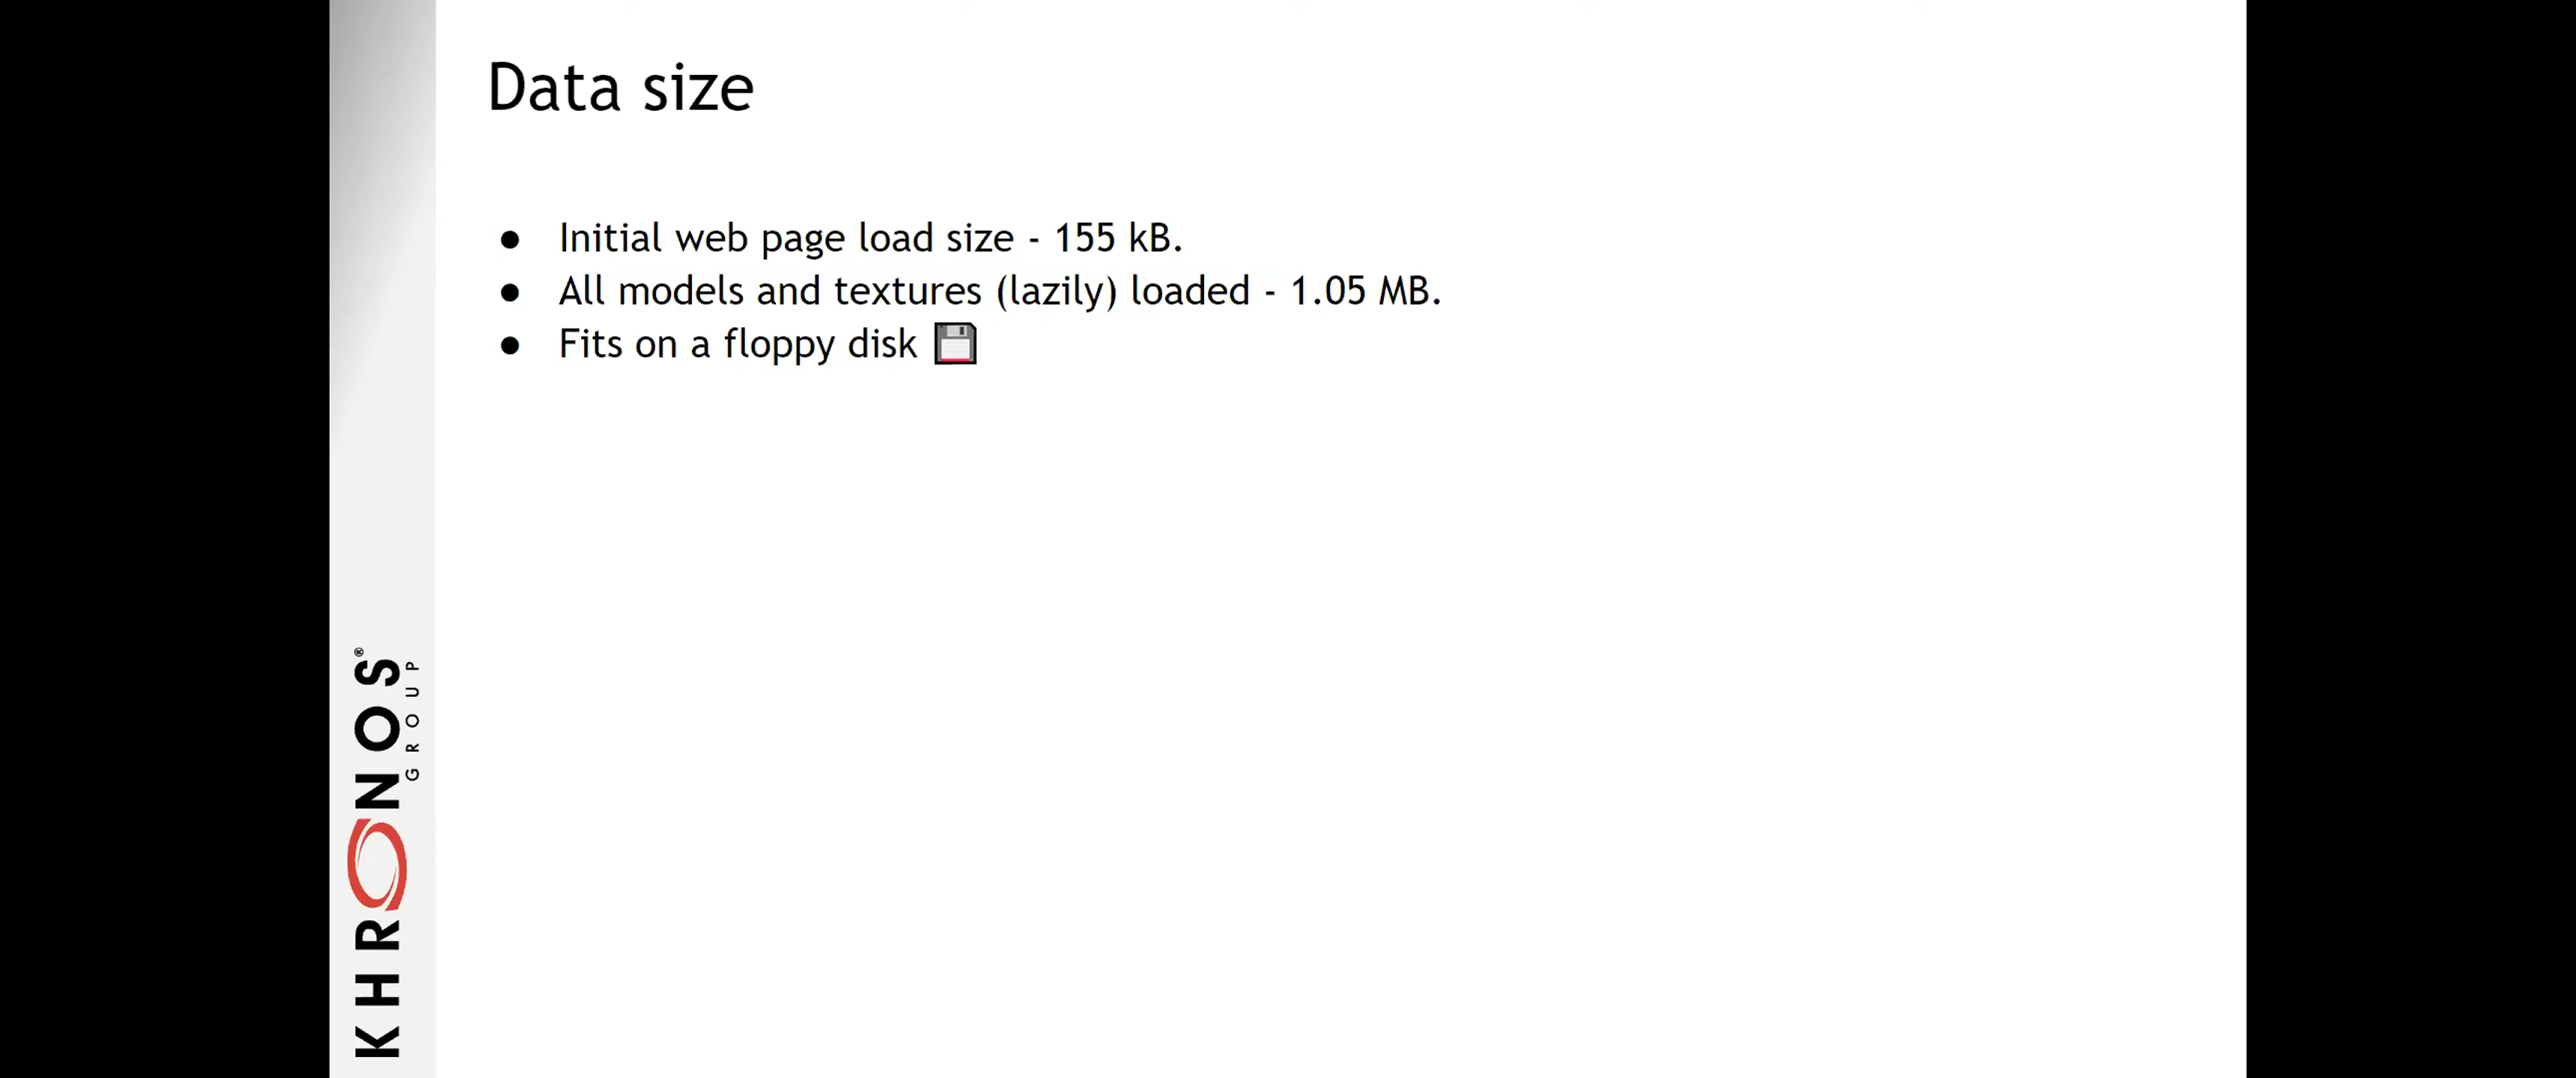 Data size
● Initial web page load size - 155 kB.
● All models and textures (lazily) loaded - 1.05 MB.
● Fits on a floppy disk 💾
KHRONOS®
GROUP